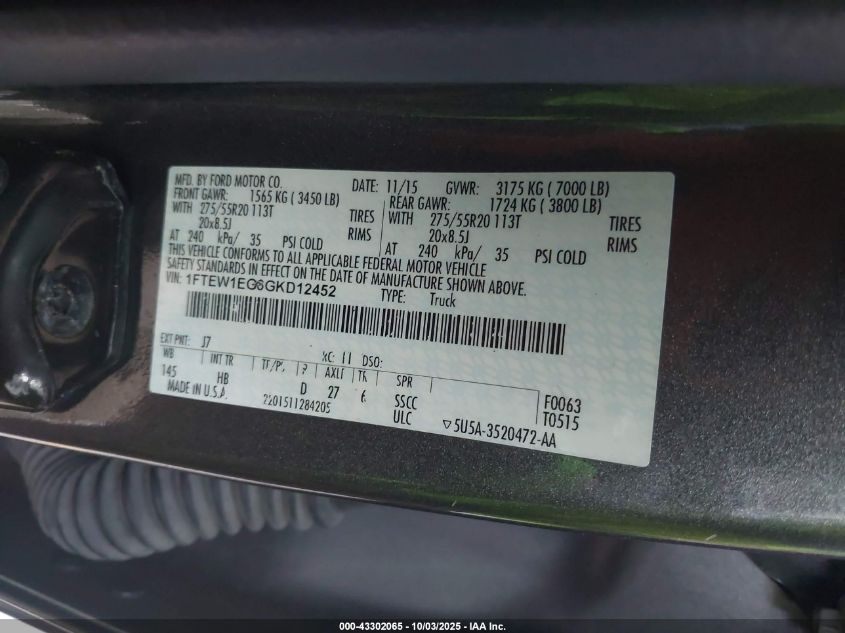 MFD. BY FORD MOTOR CO. DATE: 11/15 GVWR: 3175 KG ( 7000 LB)
FRONT GAWR: 1565 KG ( 3450 LB) REAR GAWR: 1724 KG ( 3800 LB)
WITH 275/55R20 113T TIRES WITH 275/55R20 113T TIRES
20x8.5J RIMS 20x8.5J RIMS
AT 240 kPa/ 35 PSI COLD AT 240 kPa/ 35 PSI COLD
THIS VEHICLE CONFORMS TO ALL APPLICABLE FEDERAL MOTOR VEHICLE
SAFETY STANDARDS IN EFFECT ON THE DATE OF MANUFACTURE SHOWN ABOVE.
VIN: 1FTEW1EG6GKD12452 TYPE: Truck
EXT PNT: J7 DSO:
WB INT TR AXLE SPR
145 HB D 27 6 SSCC F0063
MADE IN U.S.A. 2201511284205 ULC T0515
5U5A-3520472-AA
000-43302065 - 10/03/2025 - IAA Inc.